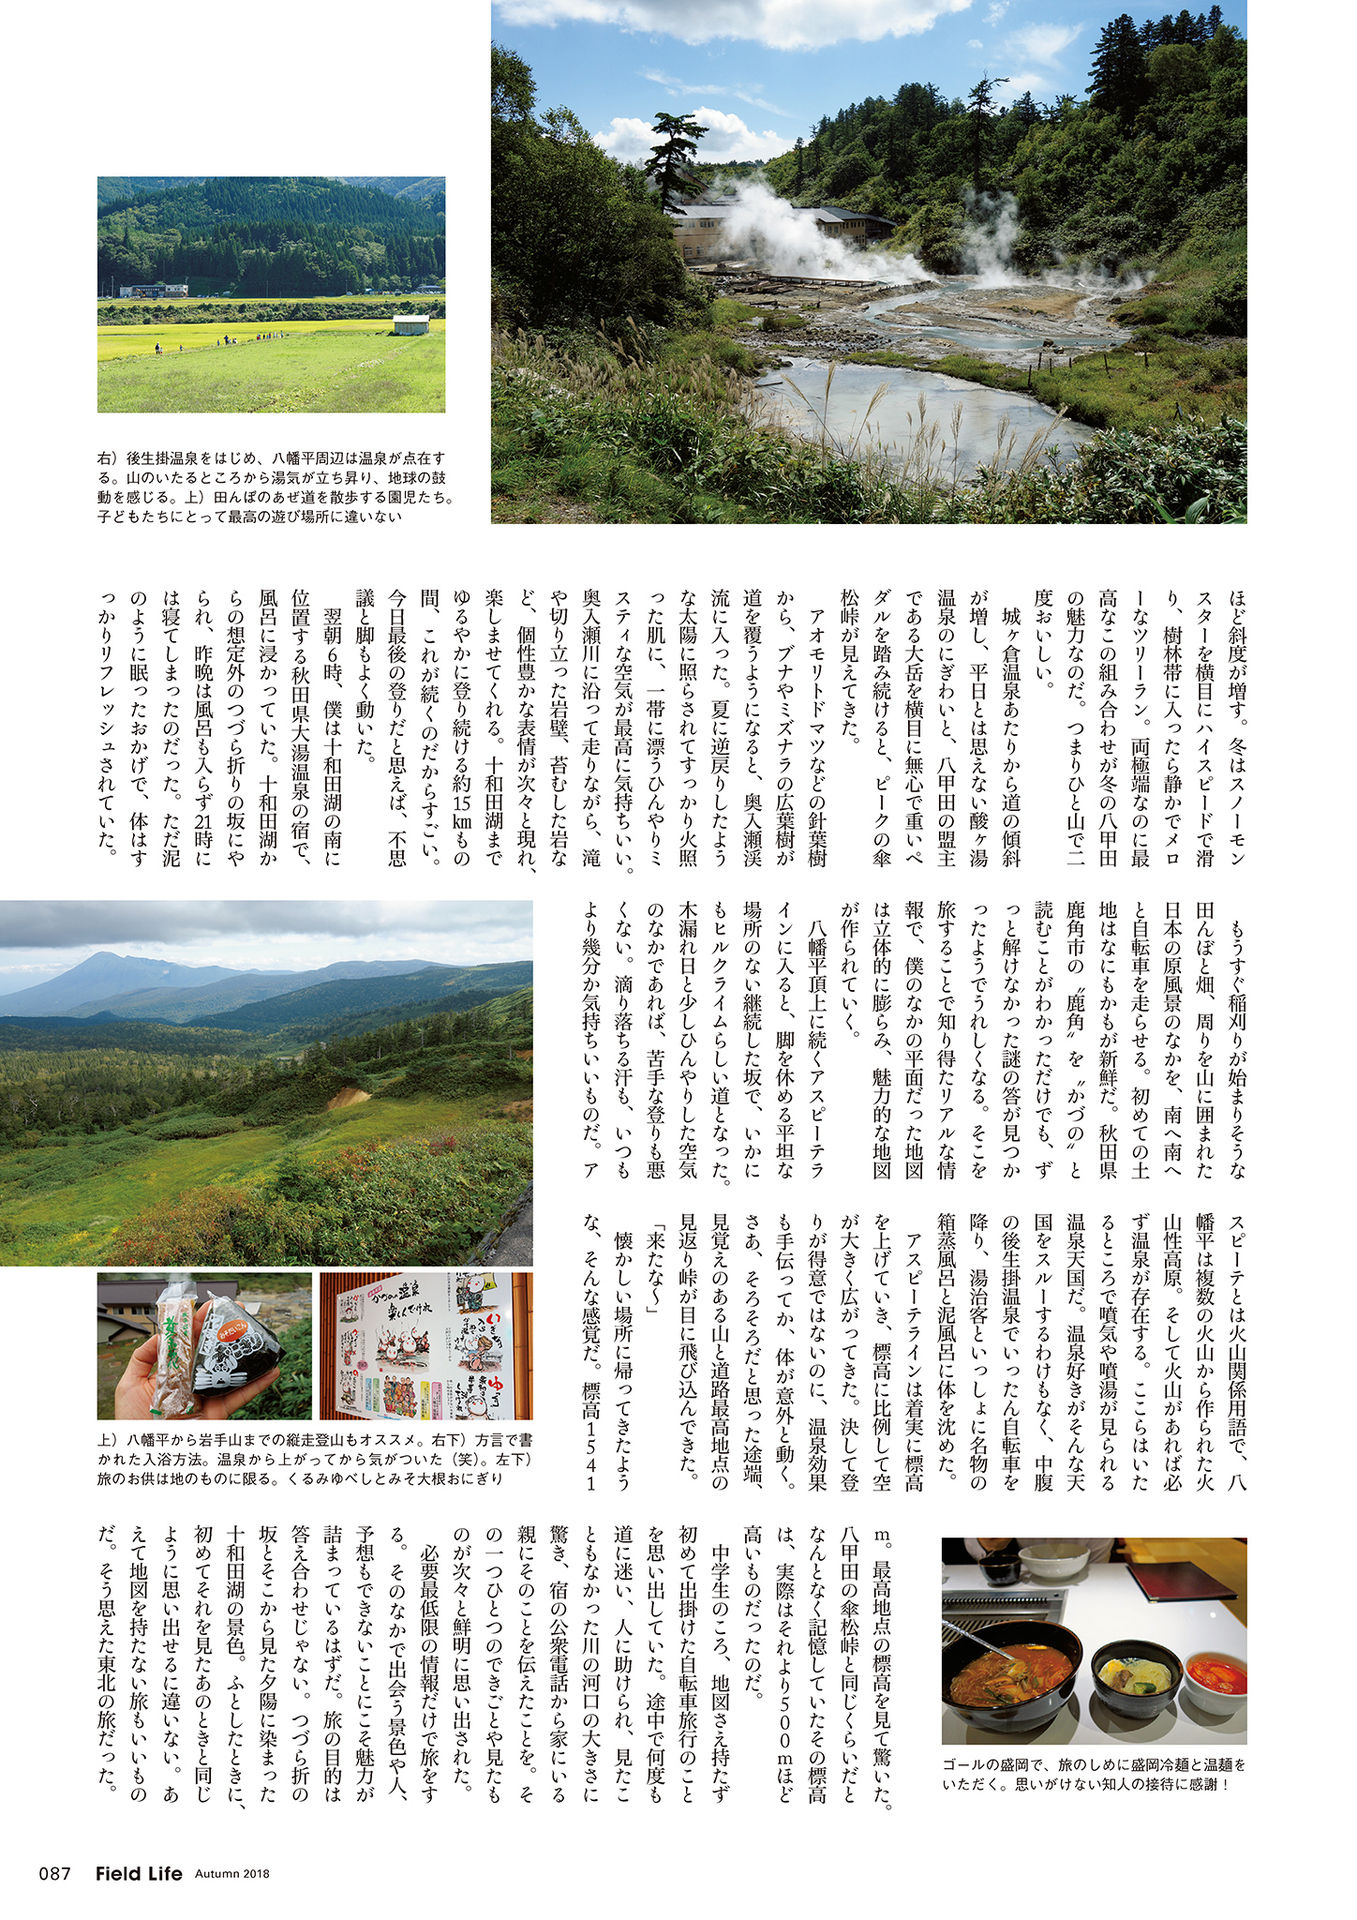 右）後生掛温泉をはじめ、八幡平周辺は温泉が点在す
る。山のいたるところから湯気が立ち昇り、地球の鼓
動を感じる。上）田んぼのあぜ道を散歩する園児たち。
子どもたちにとって最高の遊び場所に違いない
ほど斜度が増す。冬はスノーモン
スターを横目にハイスピードで滑
り、樹林帯に入ったら静かでメロ
ーなツリーラン。両極端なのに最
高なこの組み合わせが冬の八甲田
の魅力なのだ。つまりひと山で二
度おいしい。
城ヶ倉温泉あたりから道の傾斜
が増し、平日とは思えない酸ヶ湯
温泉のにぎわいと、八甲田の盟主
である大岳を横目に無心で重いペ
ダルを踏み続けると、ピークの傘
松峠が見えてきた。
アオモリトドマツなどの針葉樹
から、ブナやミズナラの広葉樹が
道を覆うようになると、奥入瀬渓
流に入った。夏に逆戻りしたよう
な太陽に照らされてすっかり火照
った肌に、一帯に漂うひんやりミ
スティな空気が最高に気持ちいい。
奥入瀬川に沿って走りながら、滝
や切り立った岩壁、苔むした岩な
ど、個性豊かな表情が次々と現れ、
楽しませてくれる。十和田湖まで
ゆるやかに登り続ける約15㎞もの
間、これが続くのだからすごい。
今日最後の登りだと思えば、不思
議と脚もよく動いた。
翌朝6時、僕は十和田湖の南に
位置する秋田県大湯温泉の宿で、
風呂に浸かっていた。十和田湖か
らの想定外のつづら折りの坂にや
られ、昨晩は風呂も入らず21時に
は寝てしまったのだった。ただ泥
のように眠ったおかげで、体はす
っかりリフレッシュされていた。
もうすぐ稲刈りが始まりそうな
田んぼと畑、周りを山に囲まれた
日本の原風景のなかを、南へ南へ
と自転車を走らせる。初めての土
地はなにもかもが新鮮だ。秋田県
鹿角市の〝鹿角〟を〝かづの〟と
読むことがわかっただけでも、ず
っと解けなかった謎の答が見つか
ったようでうれしくなる。そこを
旅することで知り得たリアルな情
報で、僕のなかの平面だった地図
は立体的に膨らみ、魅力的な地図
が作られていく。
八幡平頂上に続くアスピーテラ
インに入ると、脚を休める平坦な
場所のない継続した坂で、いかに
もヒルクライムらしい道となった。
木漏れ日と少しひんやりした空気
のなかであれば、苦手な登りも悪
くない。滴り落ちる汗も、いつも
より幾分か気持ちいいものだ。ア
スピーテとは火山関係用語で、八
幡平は複数の火山から作られた火
山性高原。そして火山があれば必
ず温泉が存在する。ここらはいた
るところで噴気や噴湯が見られる
温泉天国だ。温泉好きがそんな天
国をスルーするわけもなく、中腹
の後生掛温泉でいったん自転車を
降り、湯治客といっしょに名物の
箱蒸風呂と泥風呂に体を沈めた。
アスピーテラインは着実に標高
を上げていき、標高に比例して空
が大きく広がってきた。決して登
りが得意ではないのに、温泉効果
も手伝ってか、体が意外と動く。
さあ、そろそろだと思った途端、
見覚えのある山と道路最高地点の
見返り峠が目に飛び込んできた。
「来たな〜」
懐かしい場所に帰ってきたよう
な、そんな感覚だ。標高1541
m。最高地点の標高を見て驚いた。
八甲田の傘松峠と同じくらいだと
なんとなく記憶していたその標高
は、実際はそれより500mほど
高いものだったのだ。
中学生のころ、地図さえ持たず
初めて出掛けた自転車旅行のこと
を思い出していた。途中で何度も
道に迷い、人に助けられ、見たこ
ともなかった川の河口の大きさに
驚き、宿の公衆電話から家にいる
親にそのことを伝えたことを。そ
の一つひとつのできごとや見たも
のが次々と鮮明に思い出された。
必要最低限の情報だけで旅をす
る。そのなかで出会う景色や人、
予想もできないことにこそ魅力が
詰まっているはずだ。旅の目的は
答え合わせじゃない。つづら折の
坂とそこから見た夕陽に染まった
十和田湖の景色。ふとしたときに、
初めてそれを見たあのときと同じ
ように思い出せるに違いない。あ
えて地図を持たない旅もいいもの
だ。そう思えた東北の旅だった。
みそだいこん
かづの温泉
楽しんでけれ
上）八幡平から岩手山までの縦走登山もオススメ。右下）方言で書
かれた入浴方法。温泉から上がってから気がついた（笑）。左下）
旅のお供は地のものに限る。くるみゆべしとみそ大根おにぎり
ゴールの盛岡で、旅のしめに盛岡冷麺と温麺を
いただく。思いがけない知人の接待に感謝！
087 Field Life Autumn 2018